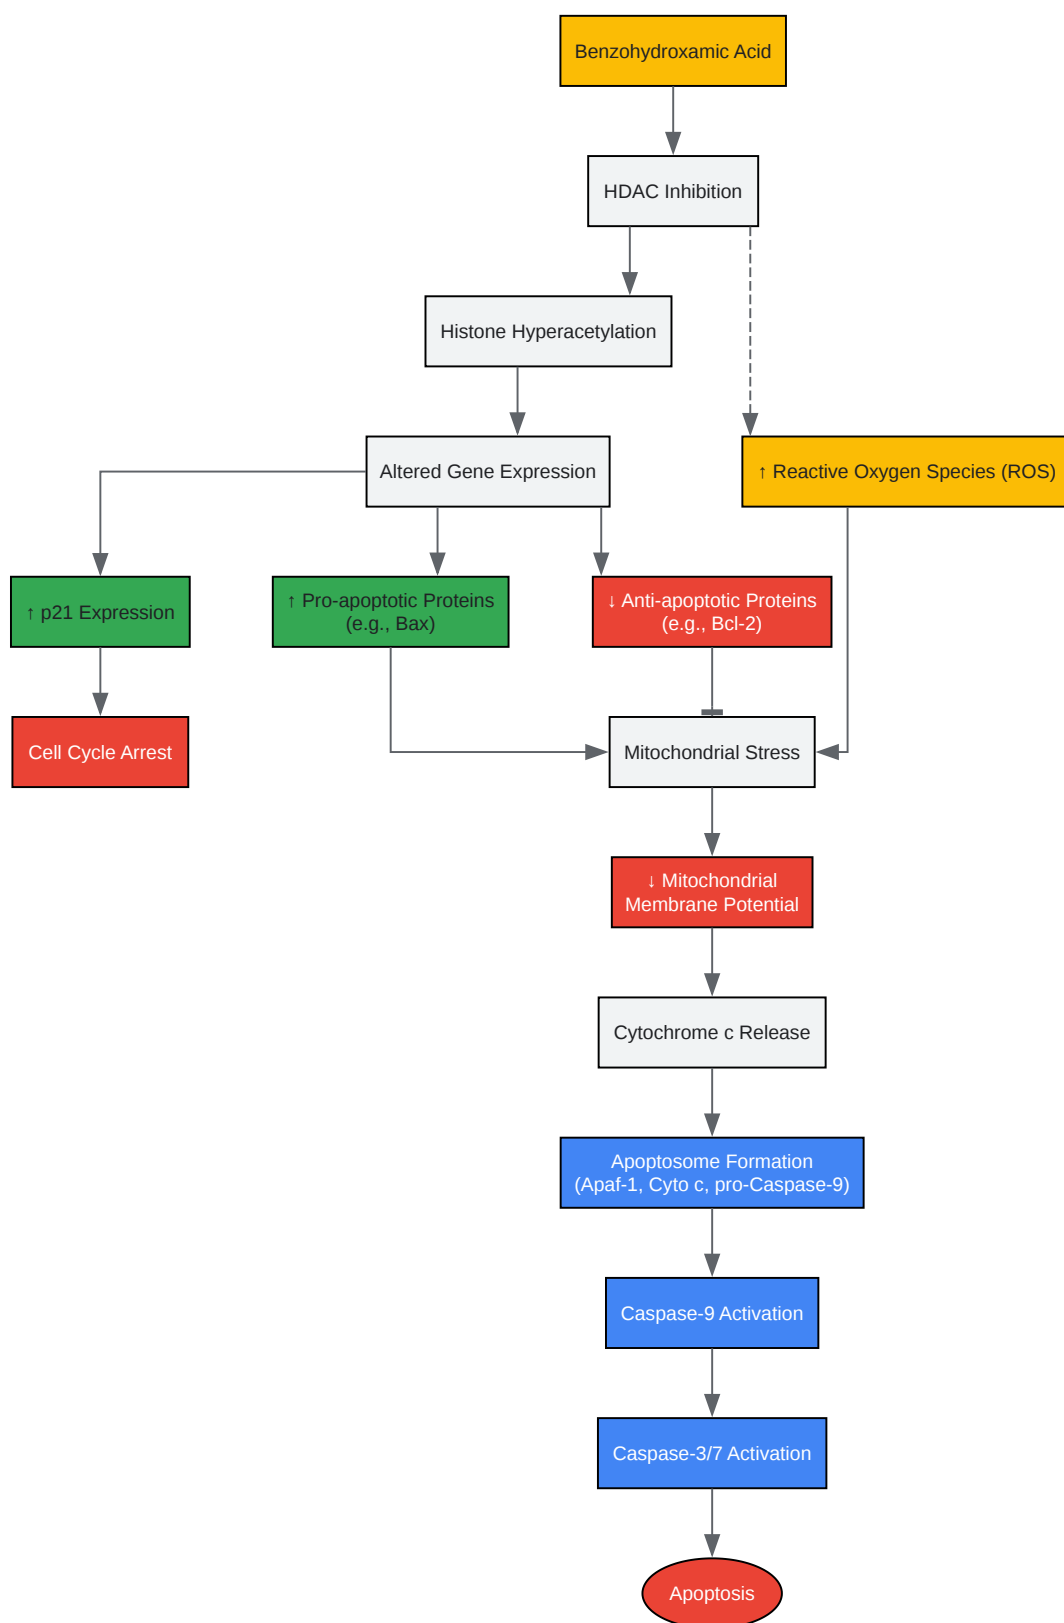 Benzohydroxamic Acid
HDAC Inhibition
Histone Hyperacetylation
Altered Gene Expression
↑ Reactive Oxygen Species (ROS)
↑ p21 Expression
↑ Pro-apoptotic Proteins
(e.g., Bax)
↓ Anti-apoptotic Proteins
(e.g., Bcl-2)
Cell Cycle Arrest
Mitochondrial Stress
↓ Mitochondrial
Membrane Potential
Cytochrome c Release
Apoptosome Formation
(Apaf-1, Cyto c, pro-Caspase-9)
Caspase-9 Activation
Caspase-3/7 Activation
Apoptosis